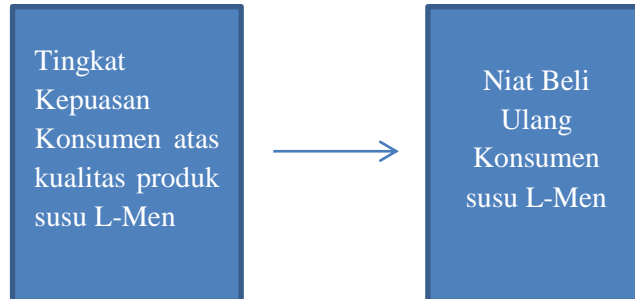 Tingkat
Kepuasan
Konsumen atas
kualitas produk
susu L-Men
Niat Beli
Ulang
Konsumen
susu L-Men